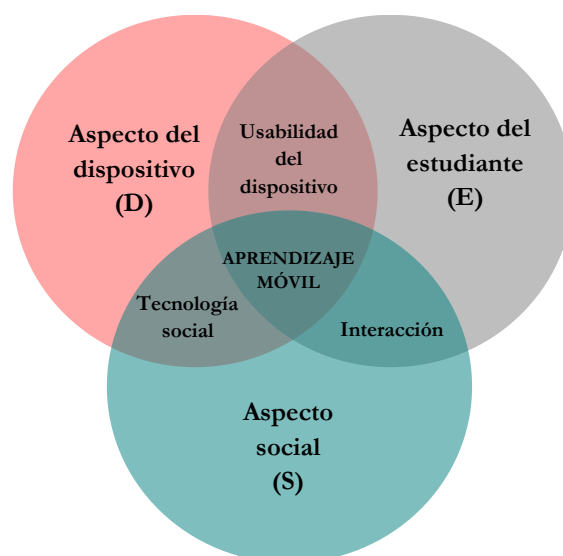 Aspecto del
dispositivo
(D)
Usabilidad
del
dispositivo
Aspecto del
estudiante
(E)
APRENDIZAJE
MÓVIL
Tecnología
social
Interacción
Aspecto
social
(S)